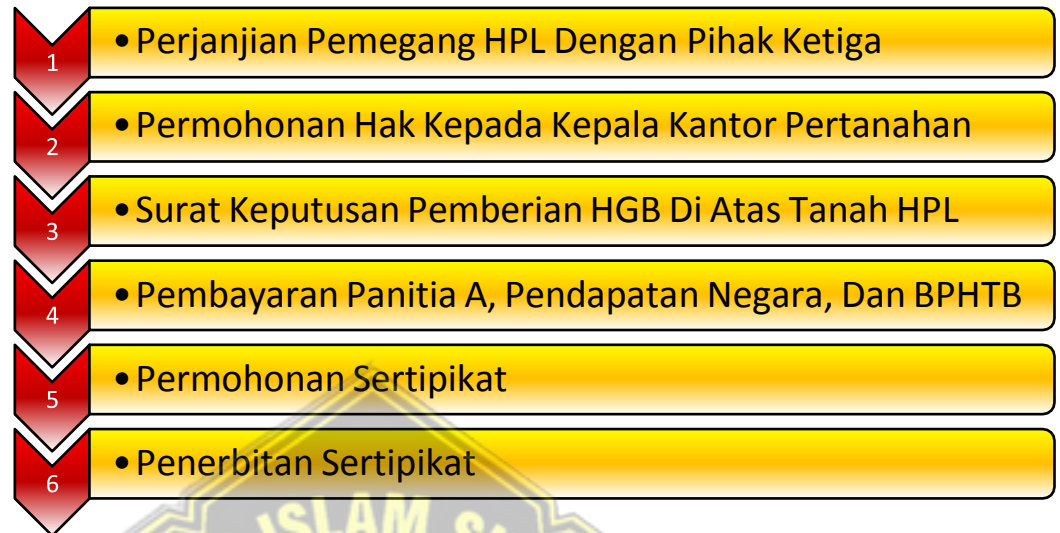 1
• Perjanjian Pemegang HPL Dengan Pihak Ketiga
2
• Permohonan Hak Kepada Kepala Kantor Pertanahan
3
• Surat Keputusan Pemberian HGB Di Atas Tanah HPL
4
• Pembayaran Panitia A, Pendapatan Negara, Dan BPHTB
5
• Permohonan Sertipikat
6
• Penerbitan Sertipikat
ISLAM